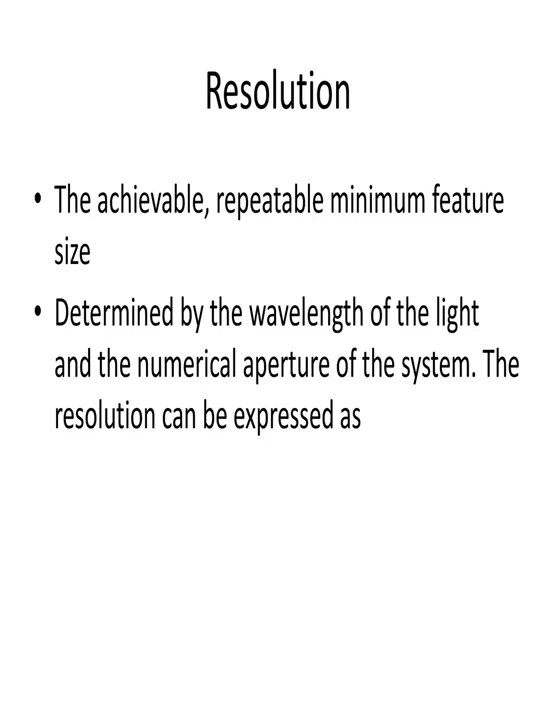 Resolution
• The achievable, repeatable minimum feature
size
• Determined by the wavelength of the light
and the numerical aperture of the system. The
resolution can be expressed as